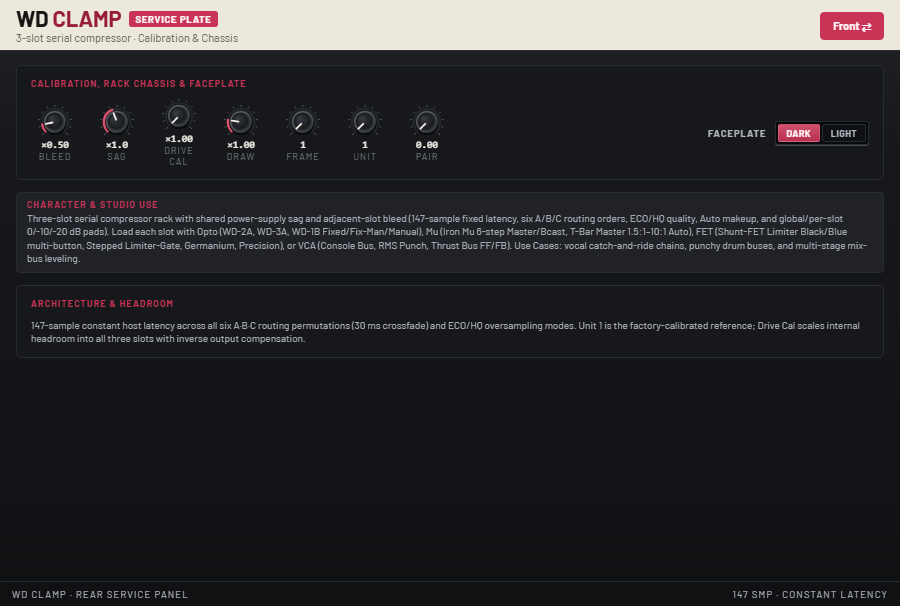 WD CLAMP SERVICE PLATE
3-slot serial compressor · Calibration & Chassis
Front ⇄
CALIBRATION, RACK CHASSIS & FACEPLATE
×0.50 ×1.0 ×1.00 ×1.00 1 1 0.00
BLEED SAG DRIVE CAL DRAW FRAME UNIT PAIR
FACEPLATE DARK LIGHT
CHARACTER & STUDIO USE
Three-slot serial compressor rack with shared power-supply sag and adjacent-slot bleed (147-sample fixed latency, six A/B/C routing orders, ECO/HQ quality, Auto makeup, and global/per-slot
0/-10/-20 dB pads). Load each slot with Opto (WD-2A, WD-3A, WD-1B Fixed/Fix-Man/Manual), Mu (Iron Mu 6-step Master/Bcast, T-Bar Master 1.5:1–10:1 Auto), FET (Shunt-FET Limiter Black/Blue
multi-button, Stepped Limiter-Gate, Germanium, Precision), or VCA (Console Bus, RMS Punch, Thrust Bus FF/FB). Use Cases: vocal catch-and-ride chains, punchy drum buses, and multi-stage mix-
bus leveling.
ARCHITECTURE & HEADROOM
147-sample constant host latency across all six A·B·C routing permutations (30 ms crossfade) and ECO/HQ oversampling modes. Unit 1 is the factory-calibrated reference; Drive Cal scales internal
headroom into all three slots with inverse output compensation.
WD CLAMP · REAR SERVICE PANEL
147 SMP · CONSTANT LATENCY